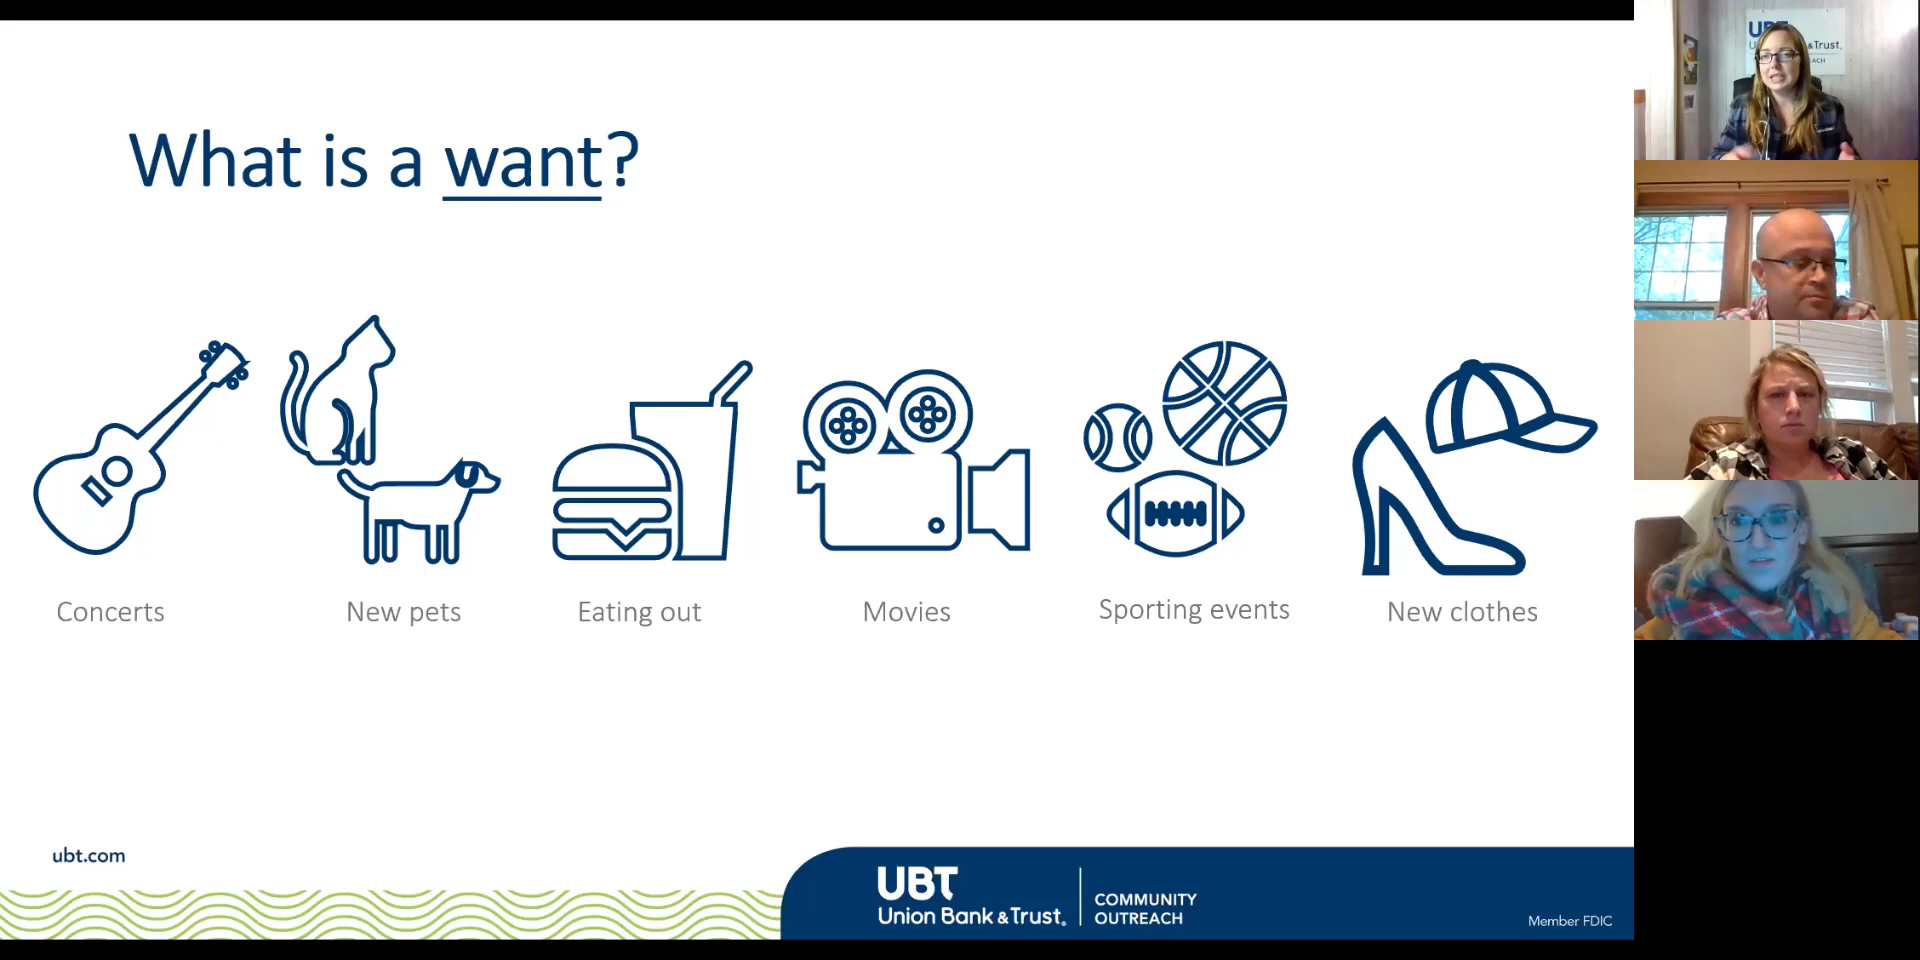 What is a want?
Concerts
New pets
Eating out
Movies
Sporting events
New clothes
ubt.com
UBT
Union Bank & Trust®
COMMUNITY
OUTREACH
Member FDIC
& Trust.